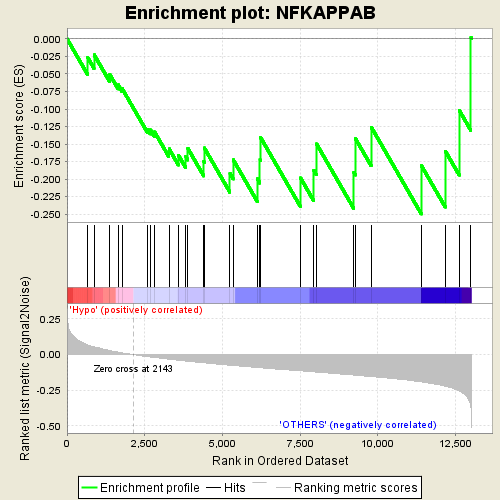 Enrichment plot: NFKAPPAB
Enrichment score (ES)
0.000
-0.025
-0.050
-0.075
-0.100
-0.125
-0.150
-0.175
-0.200
-0.225
-0.250
'Hypo' (positively correlated)
Ranked list metric (Signal2Noise)
0.25
0.00
-0.25
-0.50
Zero cross at 2143
'OTHERS' (negatively correlated)
0 2,500 5,000 7,500 10,000 12,500
Rank in Ordered Dataset
Enrichment profile Hits Ranking metric scores